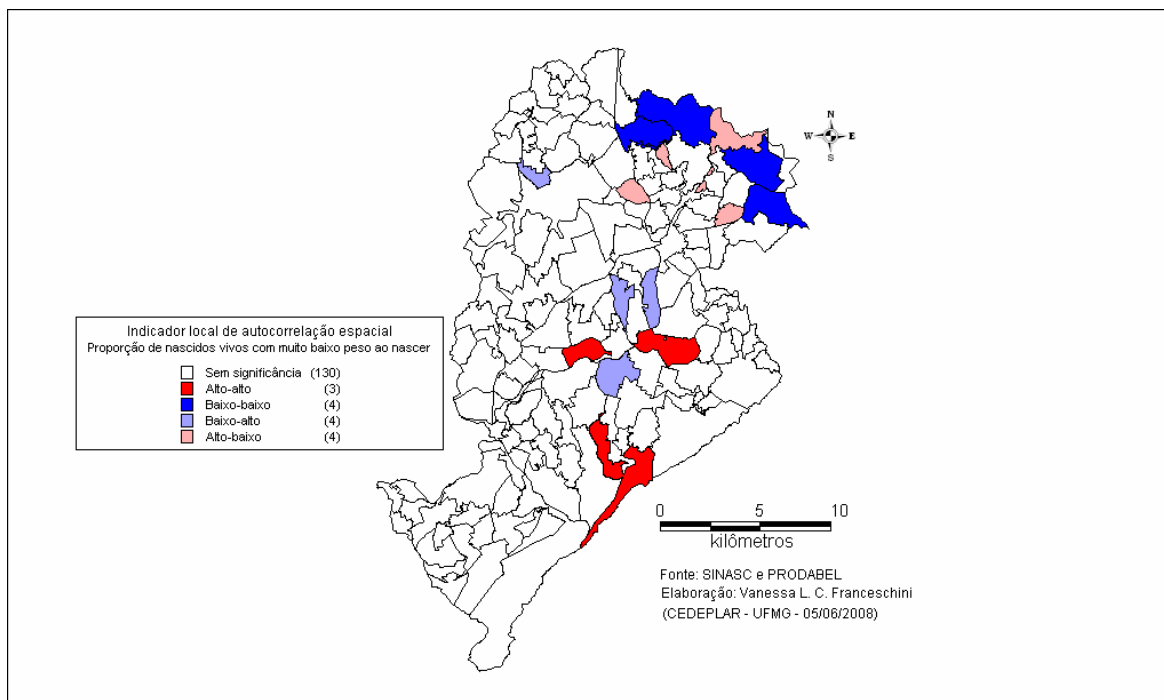 N
W E
S
Indicador local de autocorrelação espacial
Proporção de nascidos vivos com muito baixo peso ao nascer
Sem significância (130)
Alto-alto (3)
Baixo-baixo (4)
Baixo-alto (4)
Alto-baixo (4)
0 5 10
kilômetros
Fonte: SINASC e PRODABEL
Elaboração: Vanessa L. C. Franceschini
(CEDEPLAR - UFMG - 05/06/2008)